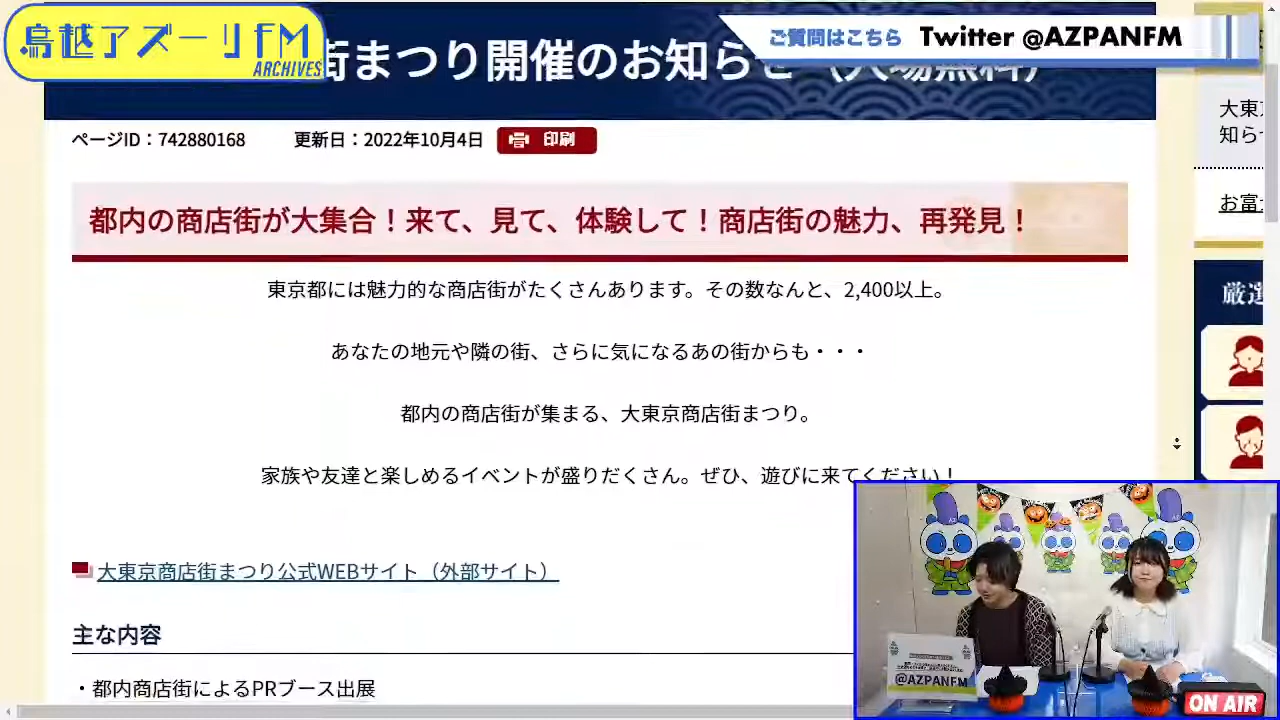 鳥越アズーリFM
ARCHIVES
ご質問はこちら Twitter @AZPANFM
街まつり開催のお知らせ（入場無料）
ページID：742880168 更新日：2022年10月4日 印刷
都内の商店街が大集合！来て、見て、体験して！商店街の魅力、再発見！
東京都には魅力的な商店街がたくさんあります。その数なんと、2,400以上。
あなたの地元や隣の街、さらに気になるあの街からも・・・
都内の商店街が集まる、大東京商店街まつり。
家族や友達と楽しめるイベントが盛りだくさん。ぜひ、遊びに来てください！
大東京商店街まつり公式WEBサイト（外部サイト）
主な内容
・都内商店街によるPRブース出展
大東
知ら
お富
厳選
@AZPANFM
ON AIR